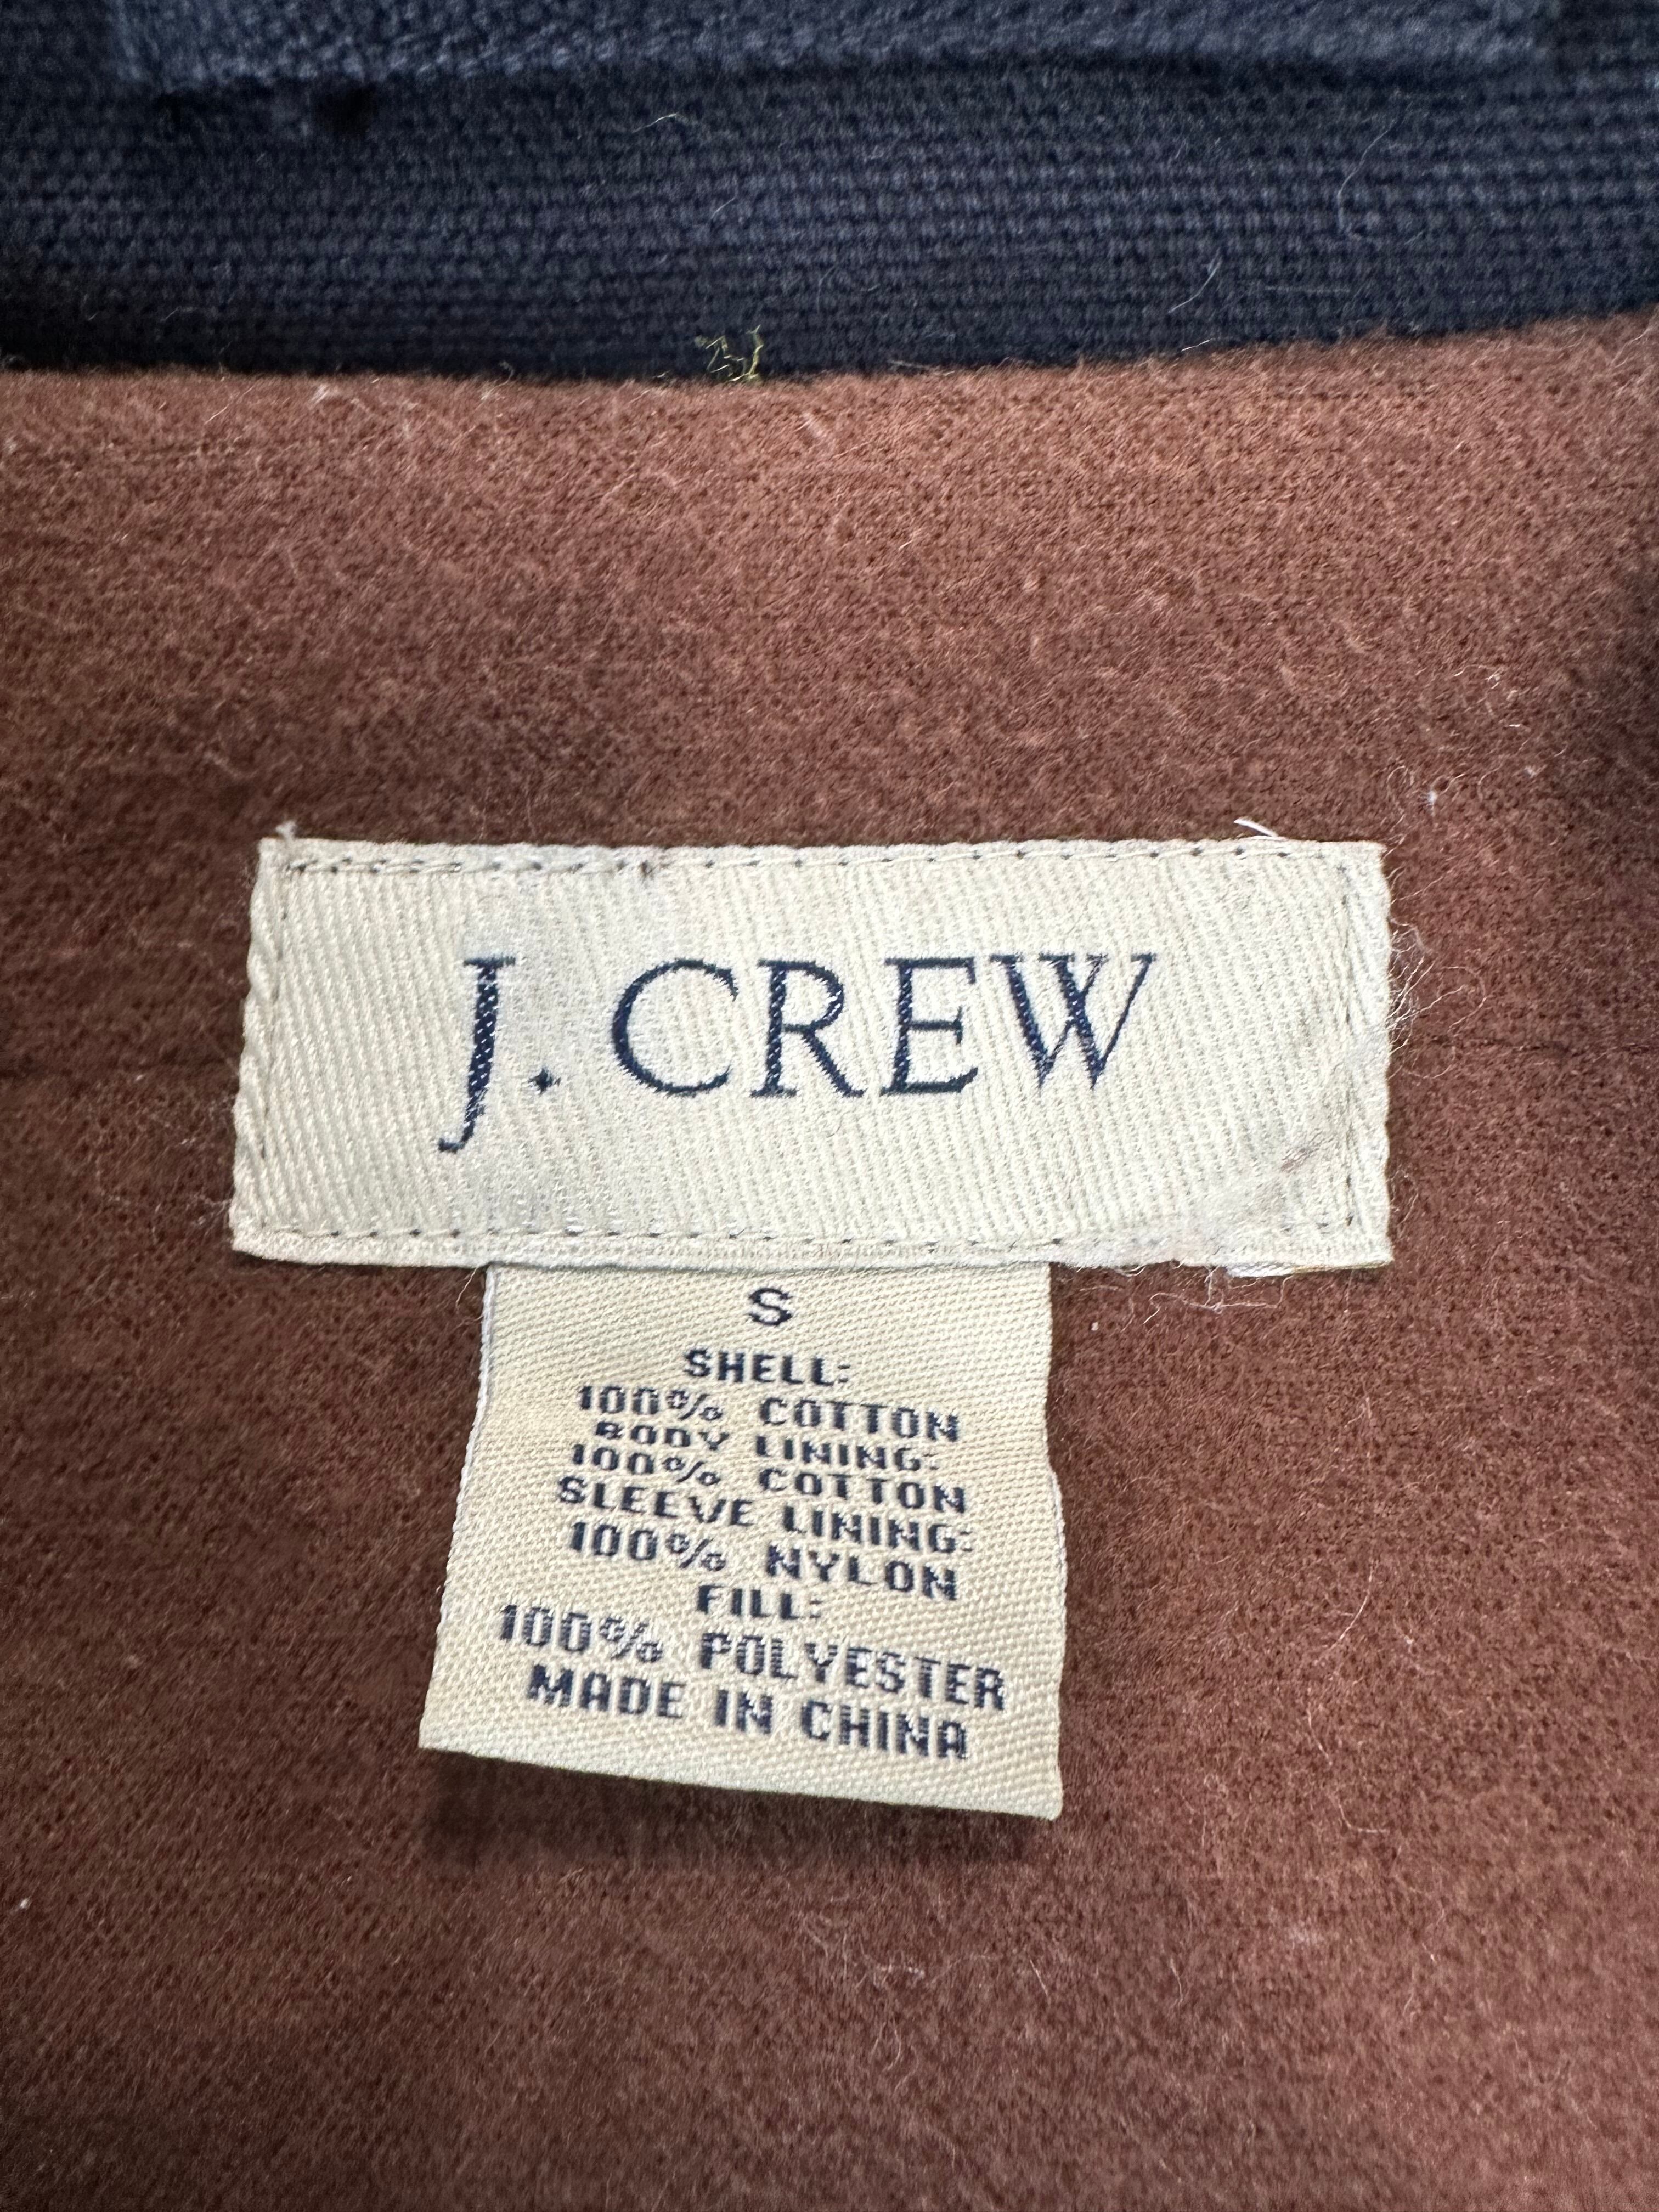 J. CREW
S
SHELL:
100% COTTON
BODY LINING:
100% COTTON
SLEEVE LINING:
100% NYLON
FILL:
100% POLYESTER
MADE IN CHINA